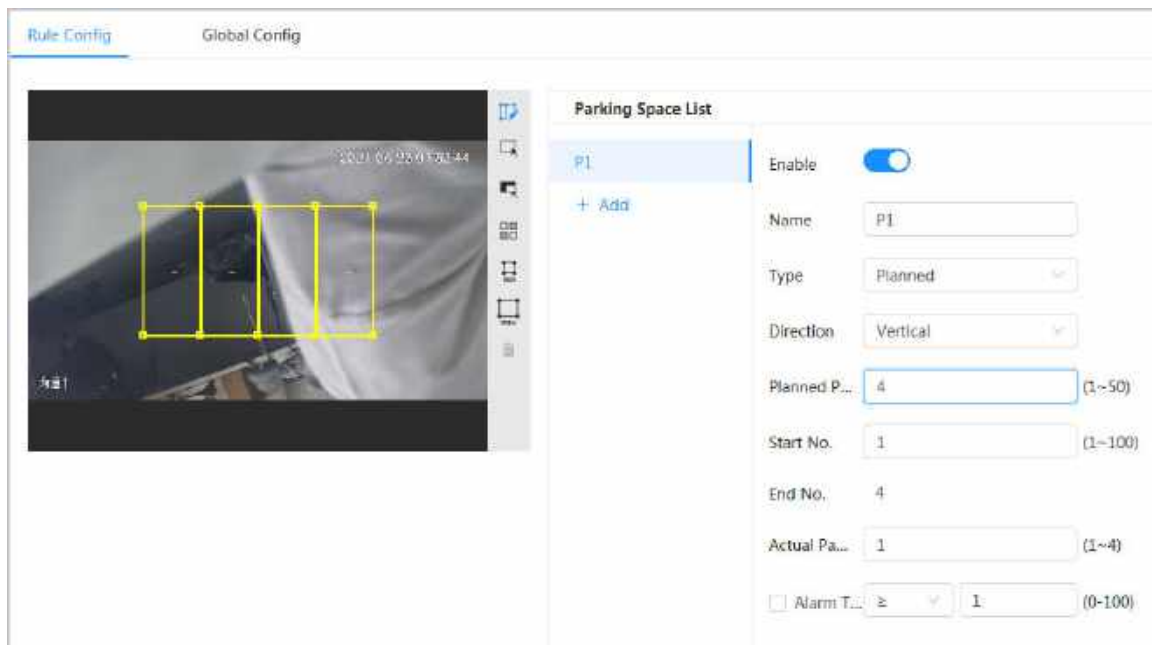 Rule Config
Global Config
Parking Space List
P1
+ Add
Enable
Name
P1
Type
Planned
Direction
Vertical
Planned P...
4
(1~50)
Start No.
1
(1~100)
End No.
4
Actual Pa...
1
(1~4)
Alarm T...
≥
1
(0-100)